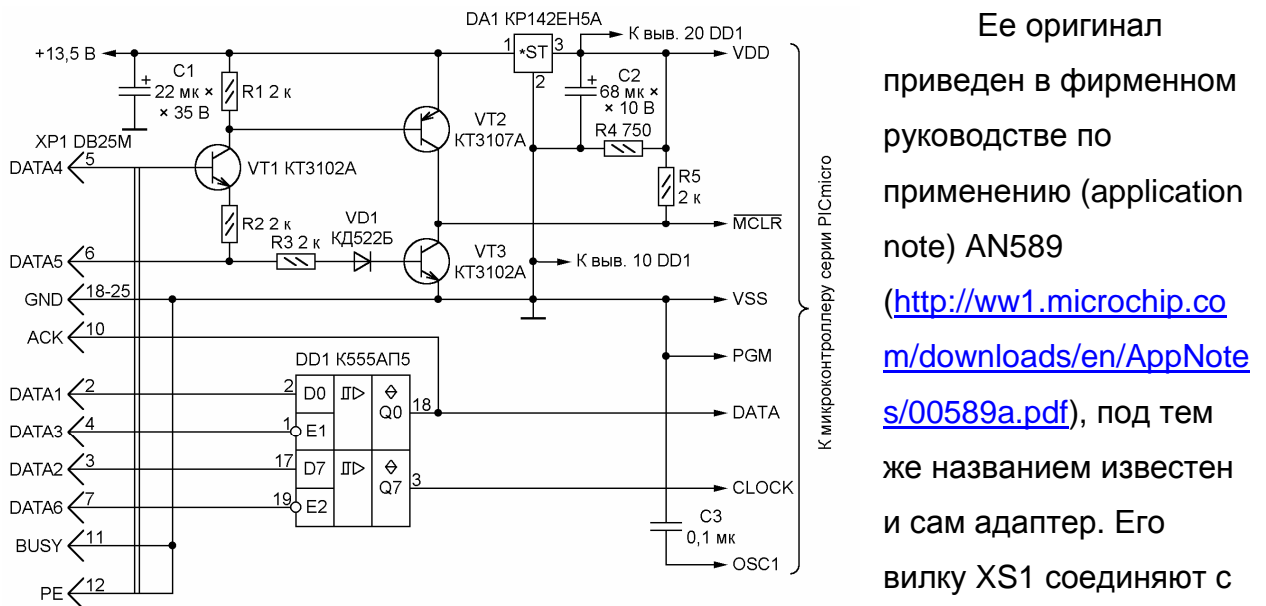 DA1 КР142ЕН5А
К выв. 20 DD1
+13,5 В
1
*ST
3
VDD
2
C1
+
22 мк ×
× 35 В
R1 2 к
C2
+
68 мк ×
× 10 В
R4 750
VT2
КТ3107А
XP1 DB25M
DATA4
5
VT1 КТ3102А
R5
2 к
R2 2 к
VD1
КД522Б
R3 2 к
MCLR
DATA5
6
VT3
КТ3102А
К выв. 10 DD1
GND
18-25
VSS
ACK
10
PGM
DD1 К555АП5
DATA1
2
2
D0
Q0
18
DATA
DATA3
4
1
E1
DATA2
3
17
D7
Q7
3
CLOCK
DATA6
7
19
E2
C3
0,1 мк
BUSY
11
OSC1
PE
12
К микроконтроллеру серии PICmicro
Ее оригинал
приведен в фирменном
руководстве по
применению (application
note) AN589
(http://ww1.microchip.co
m/downloads/en/AppNote
s/00589a.pdf), под тем
же названием известен
и сам адаптер. Его
вилку XS1 соединяют с